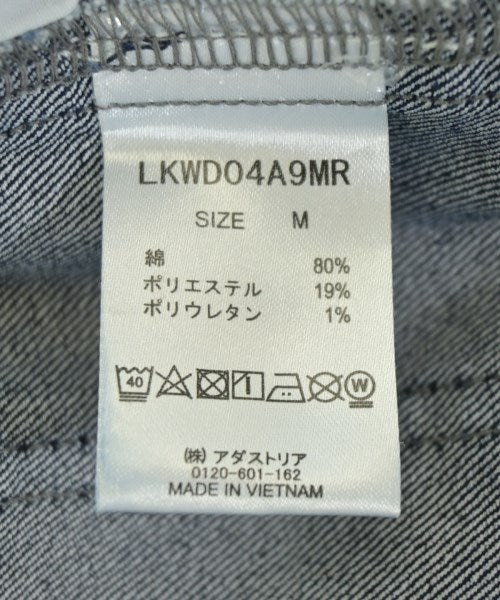 LKWD04A9MR
SIZE M
綿 80%
ポリエステル 19%
ポリウレタン 1%
40 W
(株) アダストリア
0120-601-162
MADE IN VIETNAM